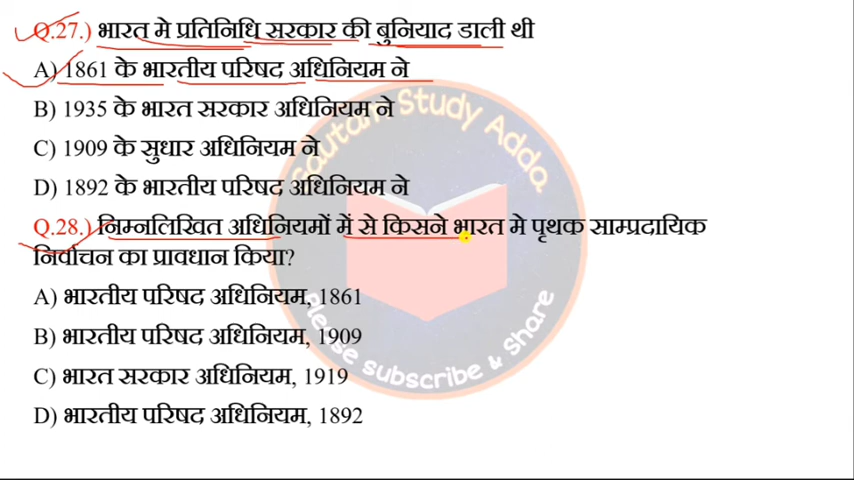 Q.27.) भारत मे प्रतिनिधि सरकार की बुनियाद डाली थी
A) 1861 के भारतीय परिषद अधिनियम ने
B) 1935 के भारत सरकार अधिनियम ने
C) 1909 के सुधार अधिनियम ने
D) 1892 के भारतीय परिषद अधिनियम ने
Q.28.) निम्नलिखित अधिनियमों में से किसने भारत मे पृथक साम्प्रदायिक
निर्वाचन का प्रावधान किया?
A) भारतीय परिषद अधिनियम, 1861
B) भारतीय परिषद अधिनियम, 1909
C) भारत सरकार अधिनियम, 1919
D) भारतीय परिषद अधिनियम, 1892
Gautam Study Adda
Please subscribe & share